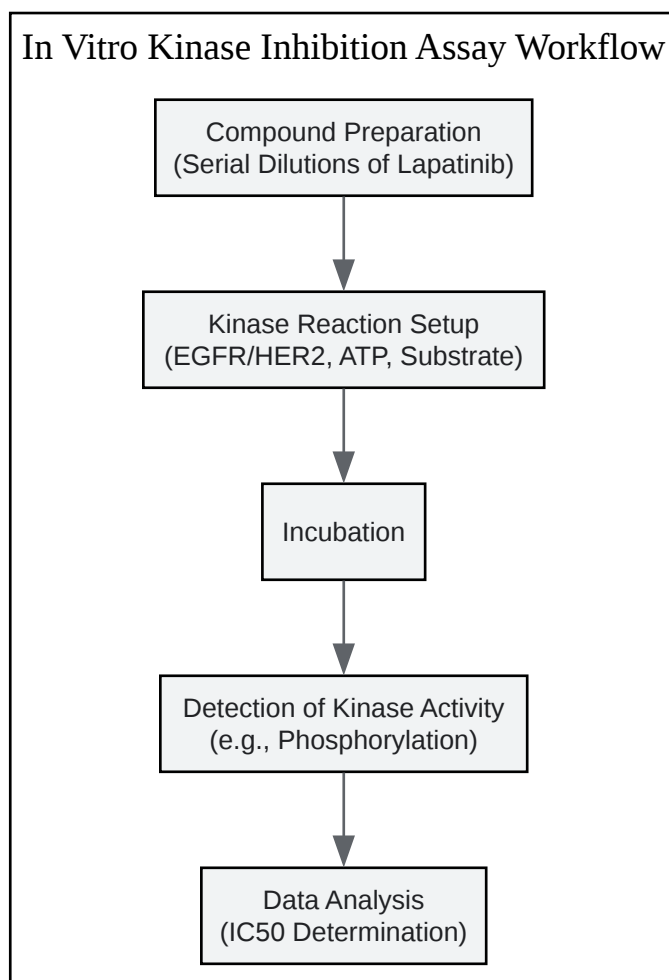 In Vitro Kinase Inhibition Assay Workflow
Compound Preparation
(Serial Dilutions of Lapatinib)
Kinase Reaction Setup
(EGFR/HER2, ATP, Substrate)
Incubation
Detection of Kinase Activity
(e.g., Phosphorylation)
Data Analysis
(IC50 Determination)